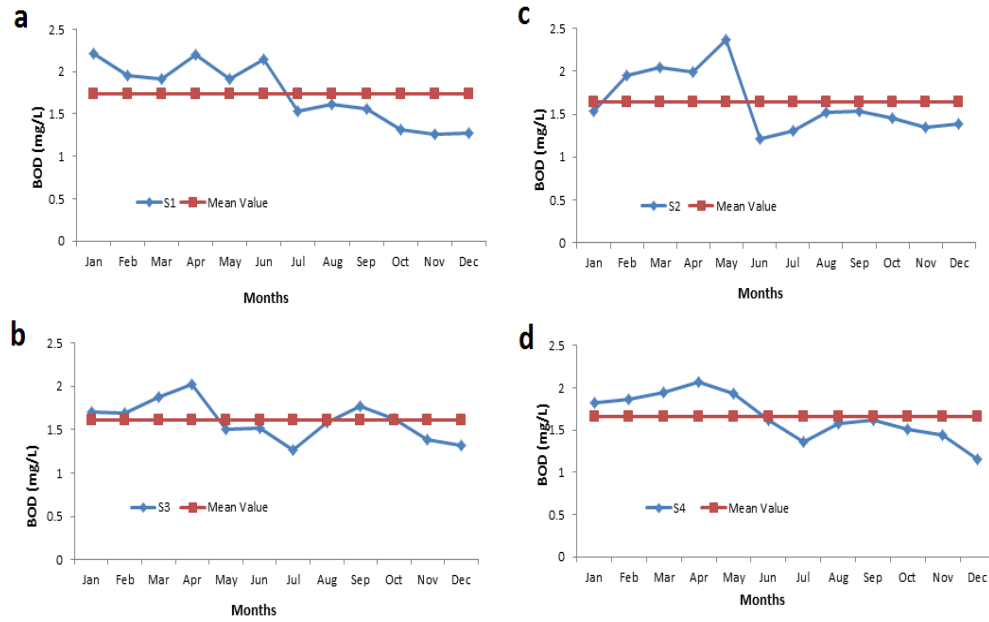 a
2.5
2
1.5
1
0.5
0
BOD (mg/L)
S1 Mean Value
Jan Feb Mar Apr May Jun Jul Aug Sep Oct Nov Dec
Months
c
2.5
2
1.5
1
0.5
0
BOD (mg/L)
S2 Mean Value
Jan Feb Mar Apr May Jun Jul Aug Sep Oct Nov Dec
Months
b
2.5
2
1.5
1
0.5
0
BOD (mg/L)
S3 Mean Value
Jan Feb Mar Apr May Jun Jul Aug Sep Oct Nov Dec
Months
d
2.5
2
1.5
1
0.5
0
BOD (mg/L)
S4 Mean Value
Jan Feb Mar Apr May Jun Jul Aug Sep Oct Nov Dec
Months